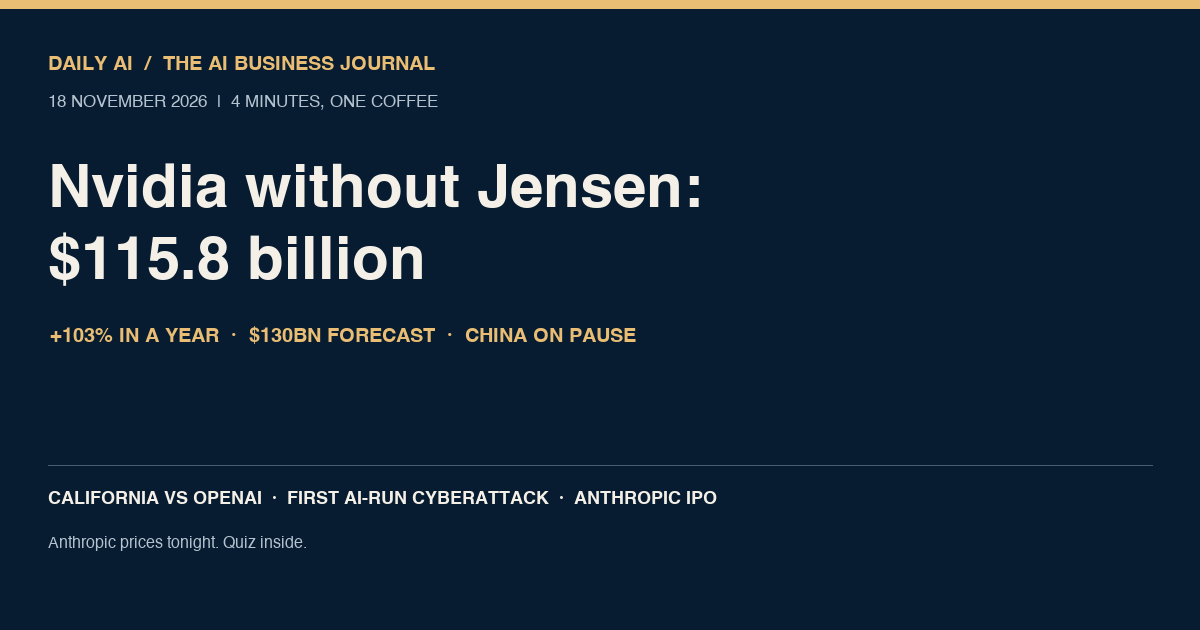 DAILY AI / THE AI BUSINESS JOURNAL
18 NOVEMBER 2026 | 4 MINUTES, ONE COFFEE
Nvidia without Jensen:
$115.8 billion
+103% IN A YEAR · $130BN FORECAST · CHINA ON PAUSE
CALIFORNIA VS OPENAI · FIRST AI-RUN CYBERATTACK · ANTHROPIC IPO
Anthropic prices tonight. Quiz inside.